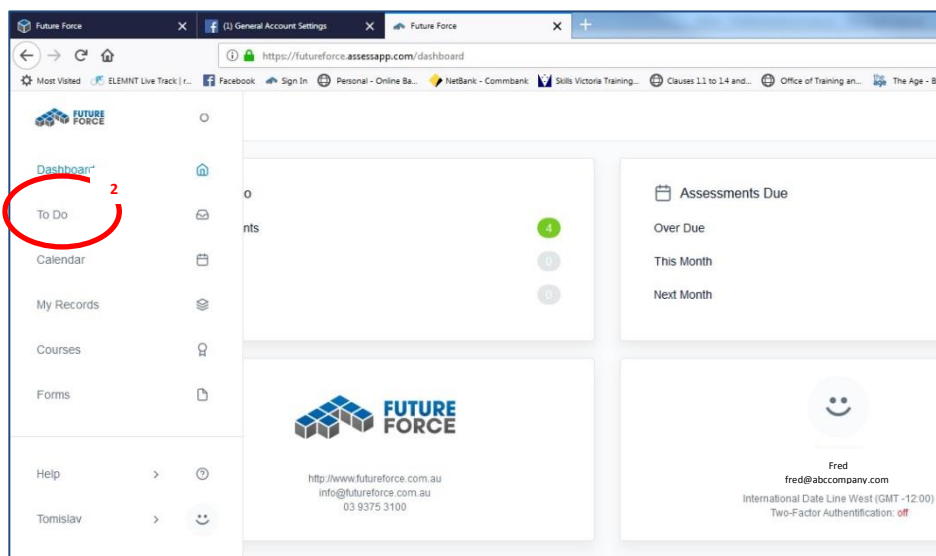 Future Force
(1) General Account Settings
Future Force
https://futureforce.assessapp.com/dashboard
Most Visited
ELEMNT Live Track | r...
Facebook
Sign In
Personal - Online Ba...
NetBank - Commbank
Skills Victoria Training...
Clauses 1.1 to 1.4 and...
Office of Training an...
The Age - B
FUTURE
FORCE
Dashboard
2
To Do
Calendar
My Records
Courses
Forms
Help
Tomislav
o
nts
4
0
0
Assessments Due
Over Due
This Month
Next Month
FUTURE
FORCE
http://www.futureforce.com.au
info@futureforce.com.au
03 9375 3100
Fred
fred@abccompany.com
International Date Line West (GMT -12:00)
Two-Factor Authentification: off